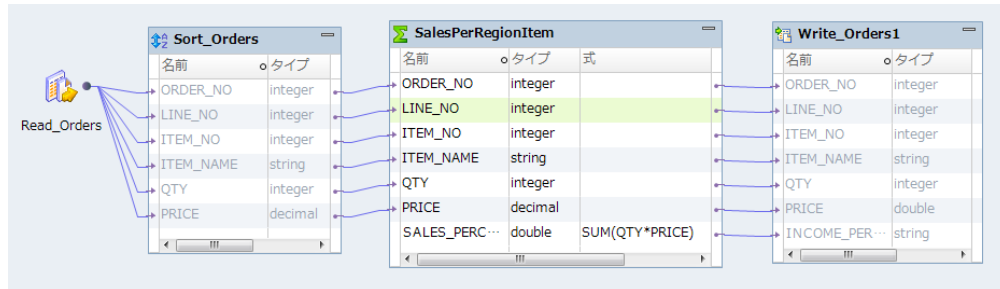 Read_Orders
Sort_Orders
名前 タイプ
ORDER_NO integer
LINE_NO integer
ITEM_NO integer
ITEM_NAME string
QTY integer
PRICE decimal
SalesPerRegionItem
名前 タイプ 式
ORDER_NO integer
LINE_NO integer
ITEM_NO integer
ITEM_NAME string
QTY integer
PRICE decimal
SALES_PERC... double SUM(QTY*PRICE)
Write_Orders1
名前 タイプ
ORDER_NO integer
LINE_NO integer
ITEM_NO integer
ITEM_NAME string
QTY integer
PRICE double
INCOME_PER... string